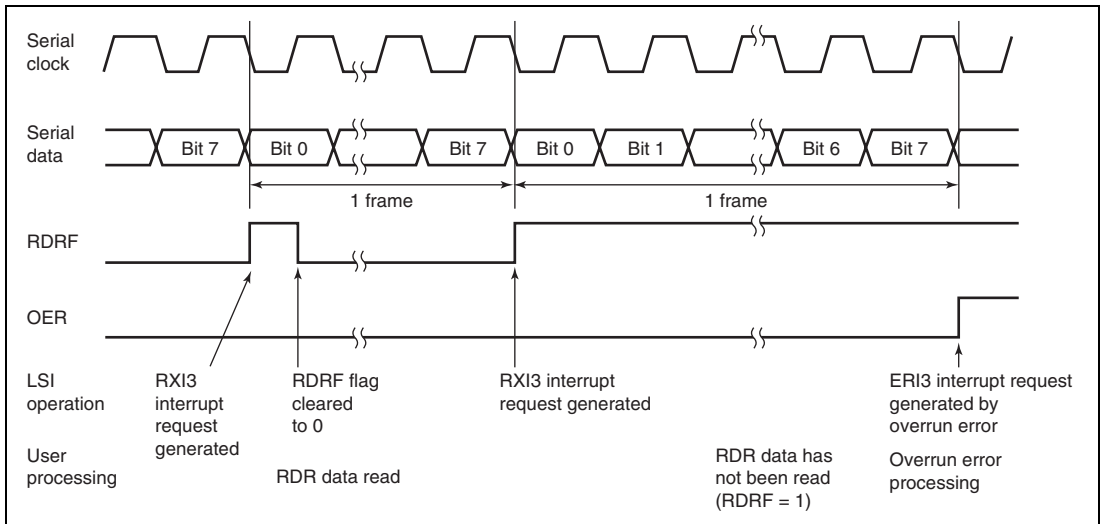 Serial
clock
Serial
data
Bit 7
Bit 0
Bit 7
Bit 0
Bit 1
Bit 6
Bit 7
1 frame
1 frame
RDRF
OER
LSI
operation
RXI3
interrupt
request
generated
RDRF flag
cleared
to 0
RXI3 interrupt
request generated
ERI3 interrupt request
generated by
overrun error
User
processing
RDR data read
RDR data has
not been read
(RDRF = 1)
Overrun error
processing